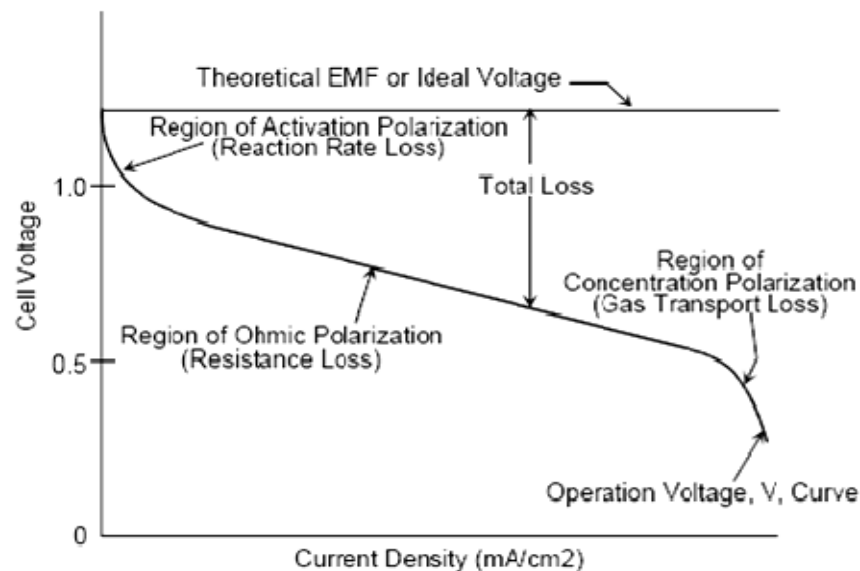 Theoretical EMF or Ideal Voltage
Region of Activation Polarization
(Reaction Rate Loss)
1.0
Total Loss
Cell Voltage
Region of
Concentration Polarization
(Gas Transport Loss)
Region of Ohmic Polarization
(Resistance Loss)
0.5
Operation Voltage, V, Curve
0
Current Density (mA/cm2)